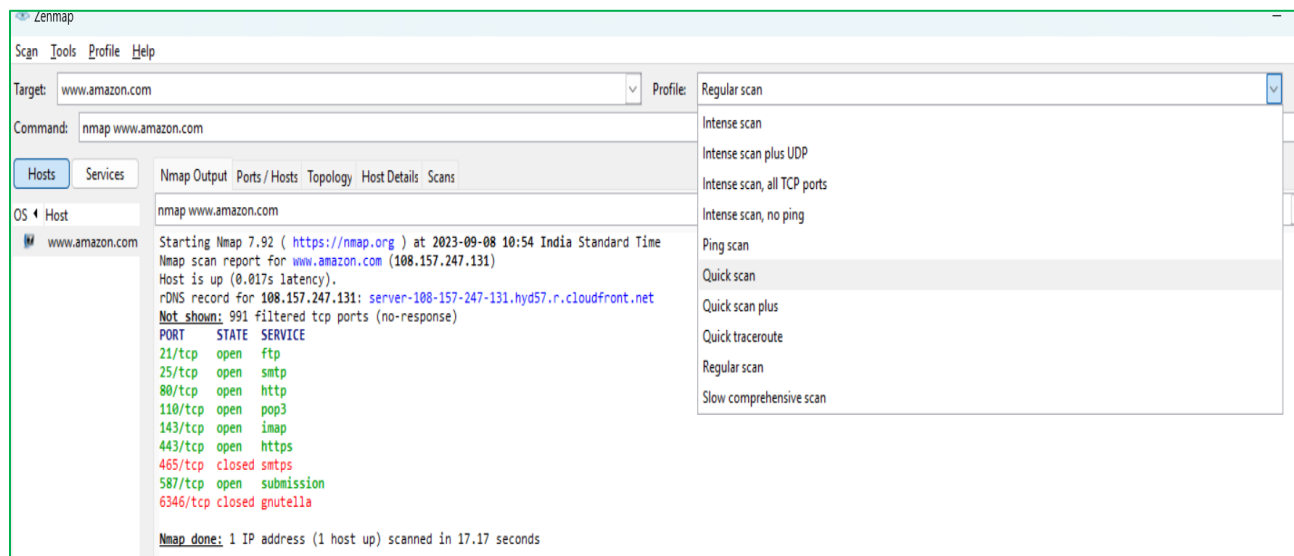 Zenmap
Scan Tools Profile Help
Target: www.amazon.com Profile: Regular scan
Command: nmap www.amazon.com
Intense scan
Intense scan plus UDP
Intense scan, all TCP ports
Intense scan, no ping
Ping scan
Quick scan
Quick scan plus
Quick traceroute
Regular scan
Slow comprehensive scan
Hosts Services
OS Host
www.amazon.com
Nmap Output Ports / Hosts Topology Host Details Scans
nmap www.amazon.com
Starting Nmap 7.92 ( https://nmap.org ) at 2023-09-08 10:54 India Standard Time
Nmap scan report for www.amazon.com (108.157.247.131)
Host is up (0.017s latency).
rDNS record for 108.157.247.131: server-108-157-247-131.hyd57.r.cloudfront.net
Not shown: 991 filtered tcp ports (no-response)
PORT STATE SERVICE
21/tcp open ftp
25/tcp open smtp
80/tcp open http
110/tcp open pop3
143/tcp open imap
443/tcp open https
465/tcp closed smtps
587/tcp open submission
6346/tcp closed gnutella
Nmap done: 1 IP address (1 host up) scanned in 17.17 seconds